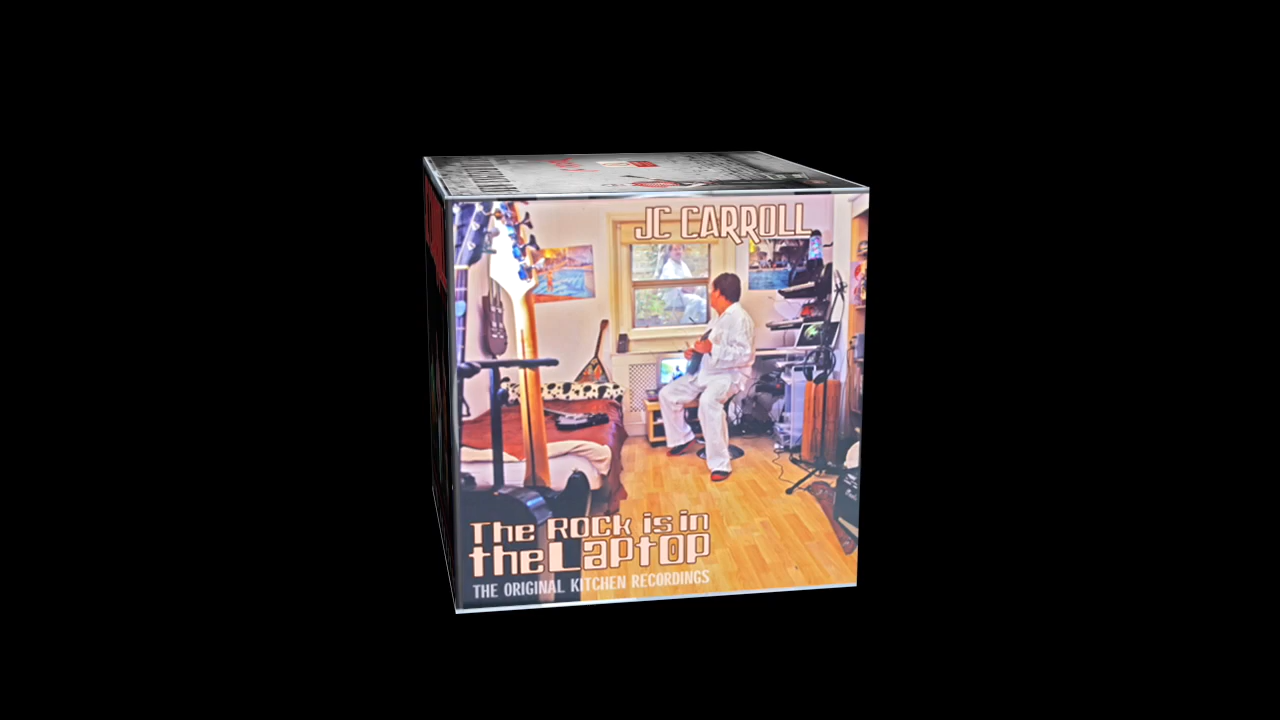 JC CARROLL
The ROCK is in
the Laptop
THE ORIGINAL KITCHEN RECORDINGS